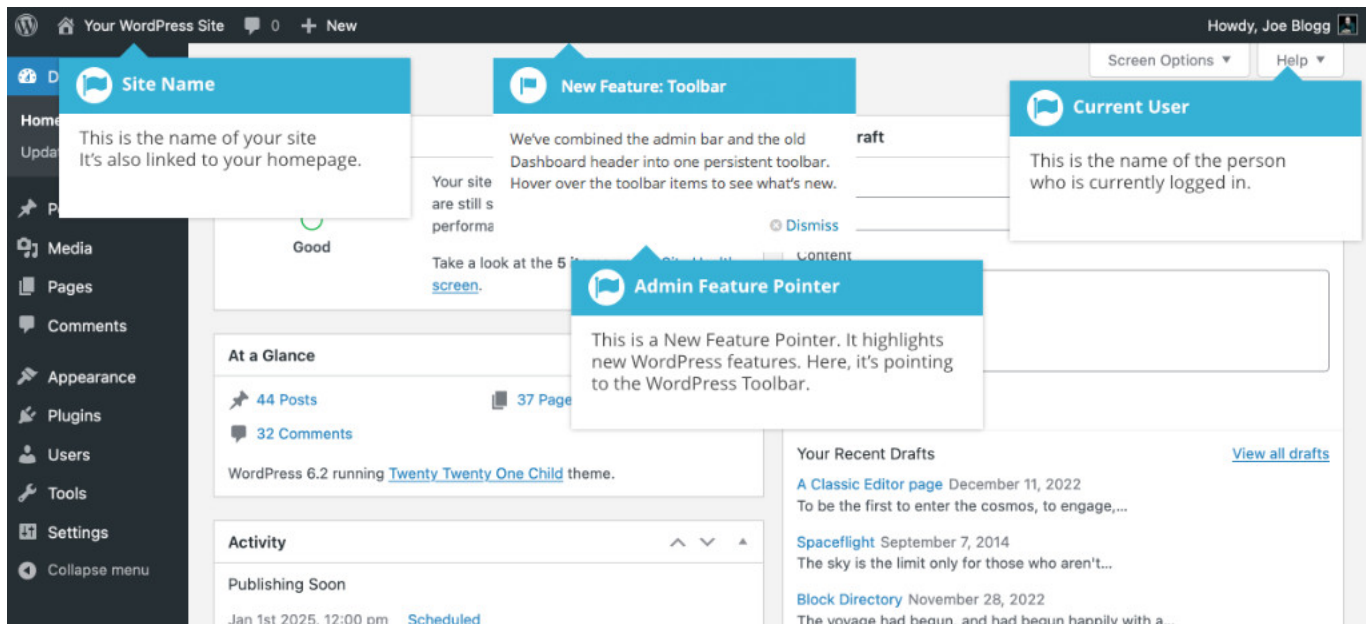 Your WordPress Site 0 New Howdy, Joe Blogg
Screen Options Help
Site Name
This is the name of your site
It's also linked to your homepage.
New Feature: Toolbar
We've combined the admin bar and the old
Dashboard header into one persistent toolbar.
Hover over the toolbar items to see what's new.
Dismiss
Current User
This is the name of the person
who is currently logged in.
Admin Feature Pointer
This is a New Feature Pointer. It highlights
new WordPress features. Here, it's pointing
to the WordPress Toolbar.
Home
Media
Pages
Comments
Appearance
Plugins
Users
Tools
Settings
Collapse menu
Good
Your site
are still
Take a look at the 5
screen.
At a Glance
44 Posts
32 Comments
WordPress 6.2 running Twenty Twenty One Child theme.
Activity
Publishing Soon
Jan 1st 2025, 12:00 pm Scheduled
Content
Your Recent Drafts View all drafts
A Classic Editor page December 11, 2022
To be the first to enter the cosmos, to engage,...
Spaceflight September 7, 2014
The sky is the limit only for those who aren't...
Block Directory November 28, 2022
The voyage had begun, and had begun happily with a...